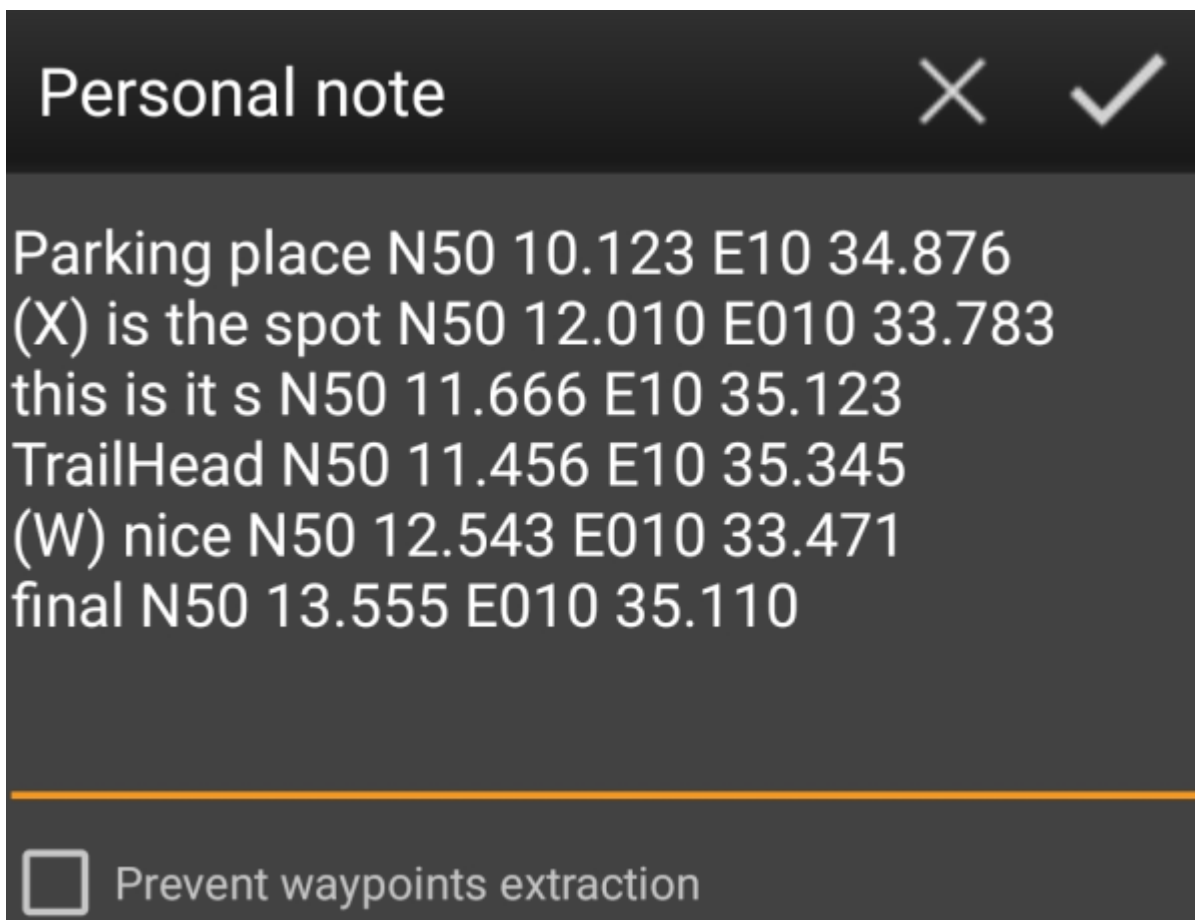 Personal note
Parking place N50 10.123 E10 34.876
(X) is the spot N50 12.010 E010 33.783
this is it s N50 11.666 E10 35.123
TrailHead N50 11.456 E10 35.345
(W) nice N50 12.543 E010 33.471
final N50 13.555 E010 35.110
Prevent waypoints extraction